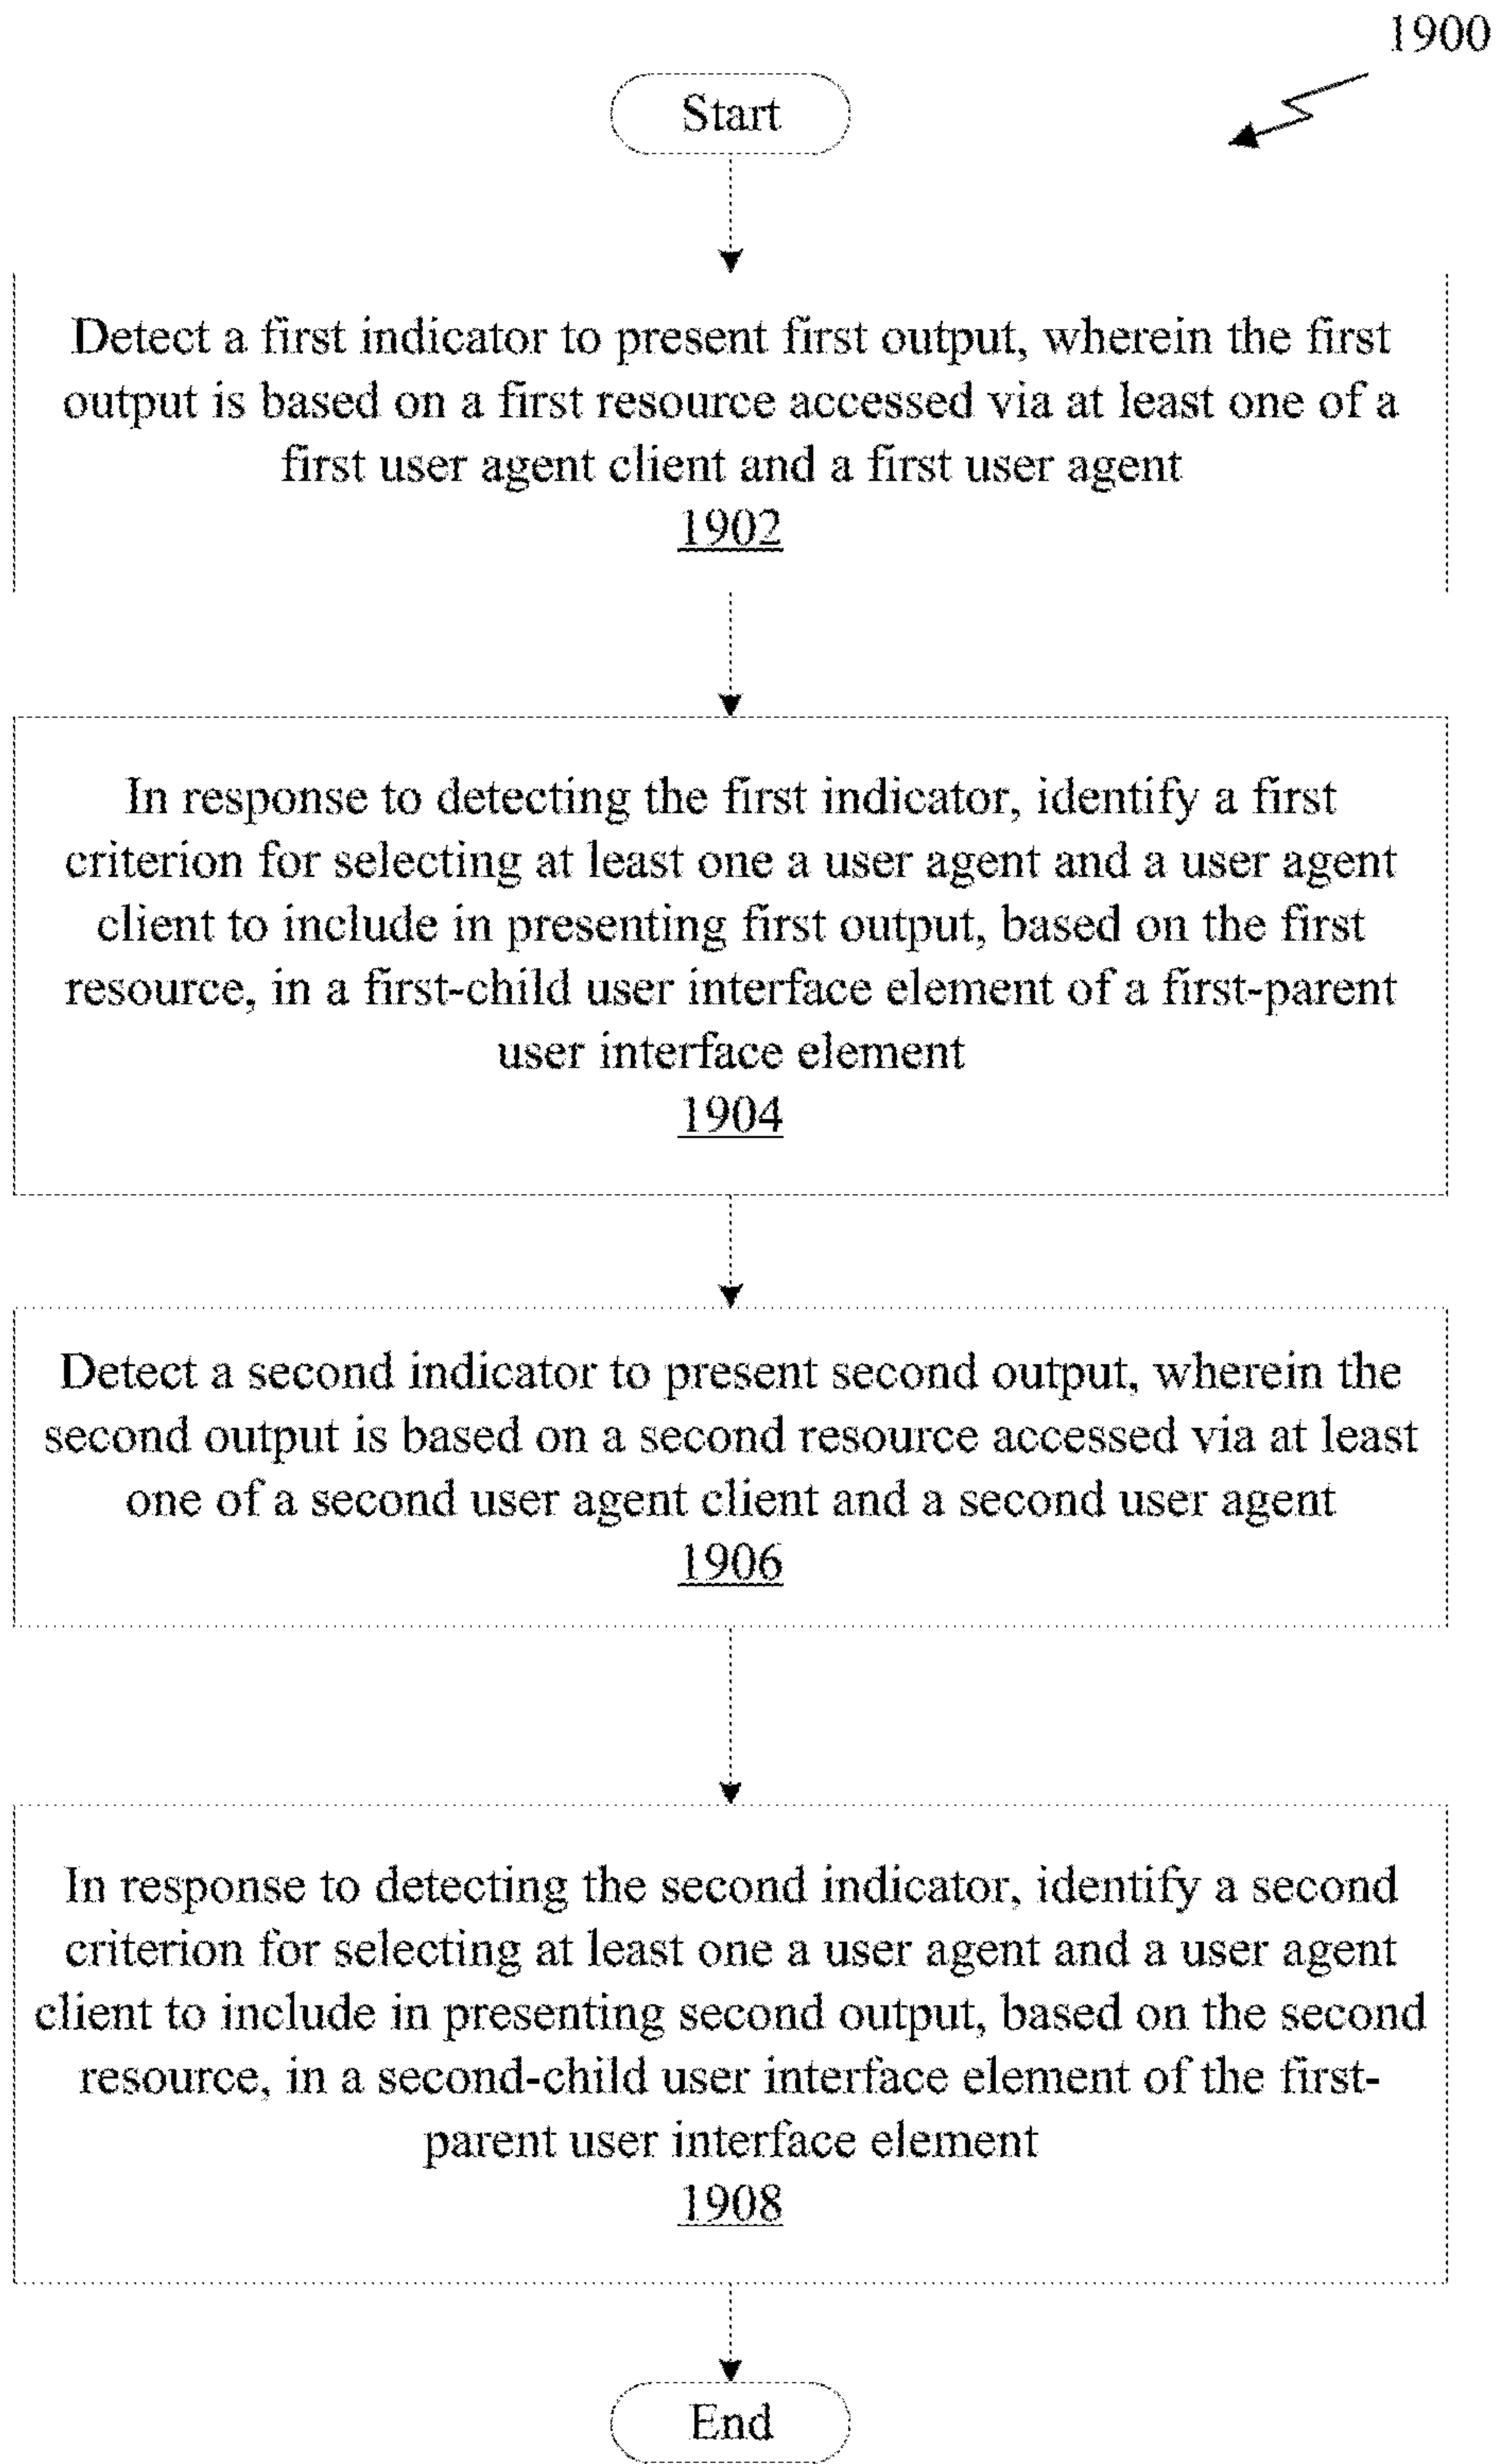 1900
Start
Detect a first indicator to present first output, wherein the first
output is based on a first resource accessed via at least one of a
first user agent client and a first user agent
1902
In response to detecting the first indicator, identify a first
criterion for selecting at least one a user agent and a user agent
client to include in presenting first output, based on the first
resource, in a first-child user interface element of a first-parent
user interface element
1904
Detect a second indicator to present second output, wherein the
second output is based on a second resource accessed via at least
one of a second user agent client and a second user agent
1906
In response to detecting the second indicator, identify a second
criterion for selecting at least one a user agent and a user agent
client to include in presenting second output, based on the second
resource, in a second-child user interface element of the first-
parent user interface element
1908
End